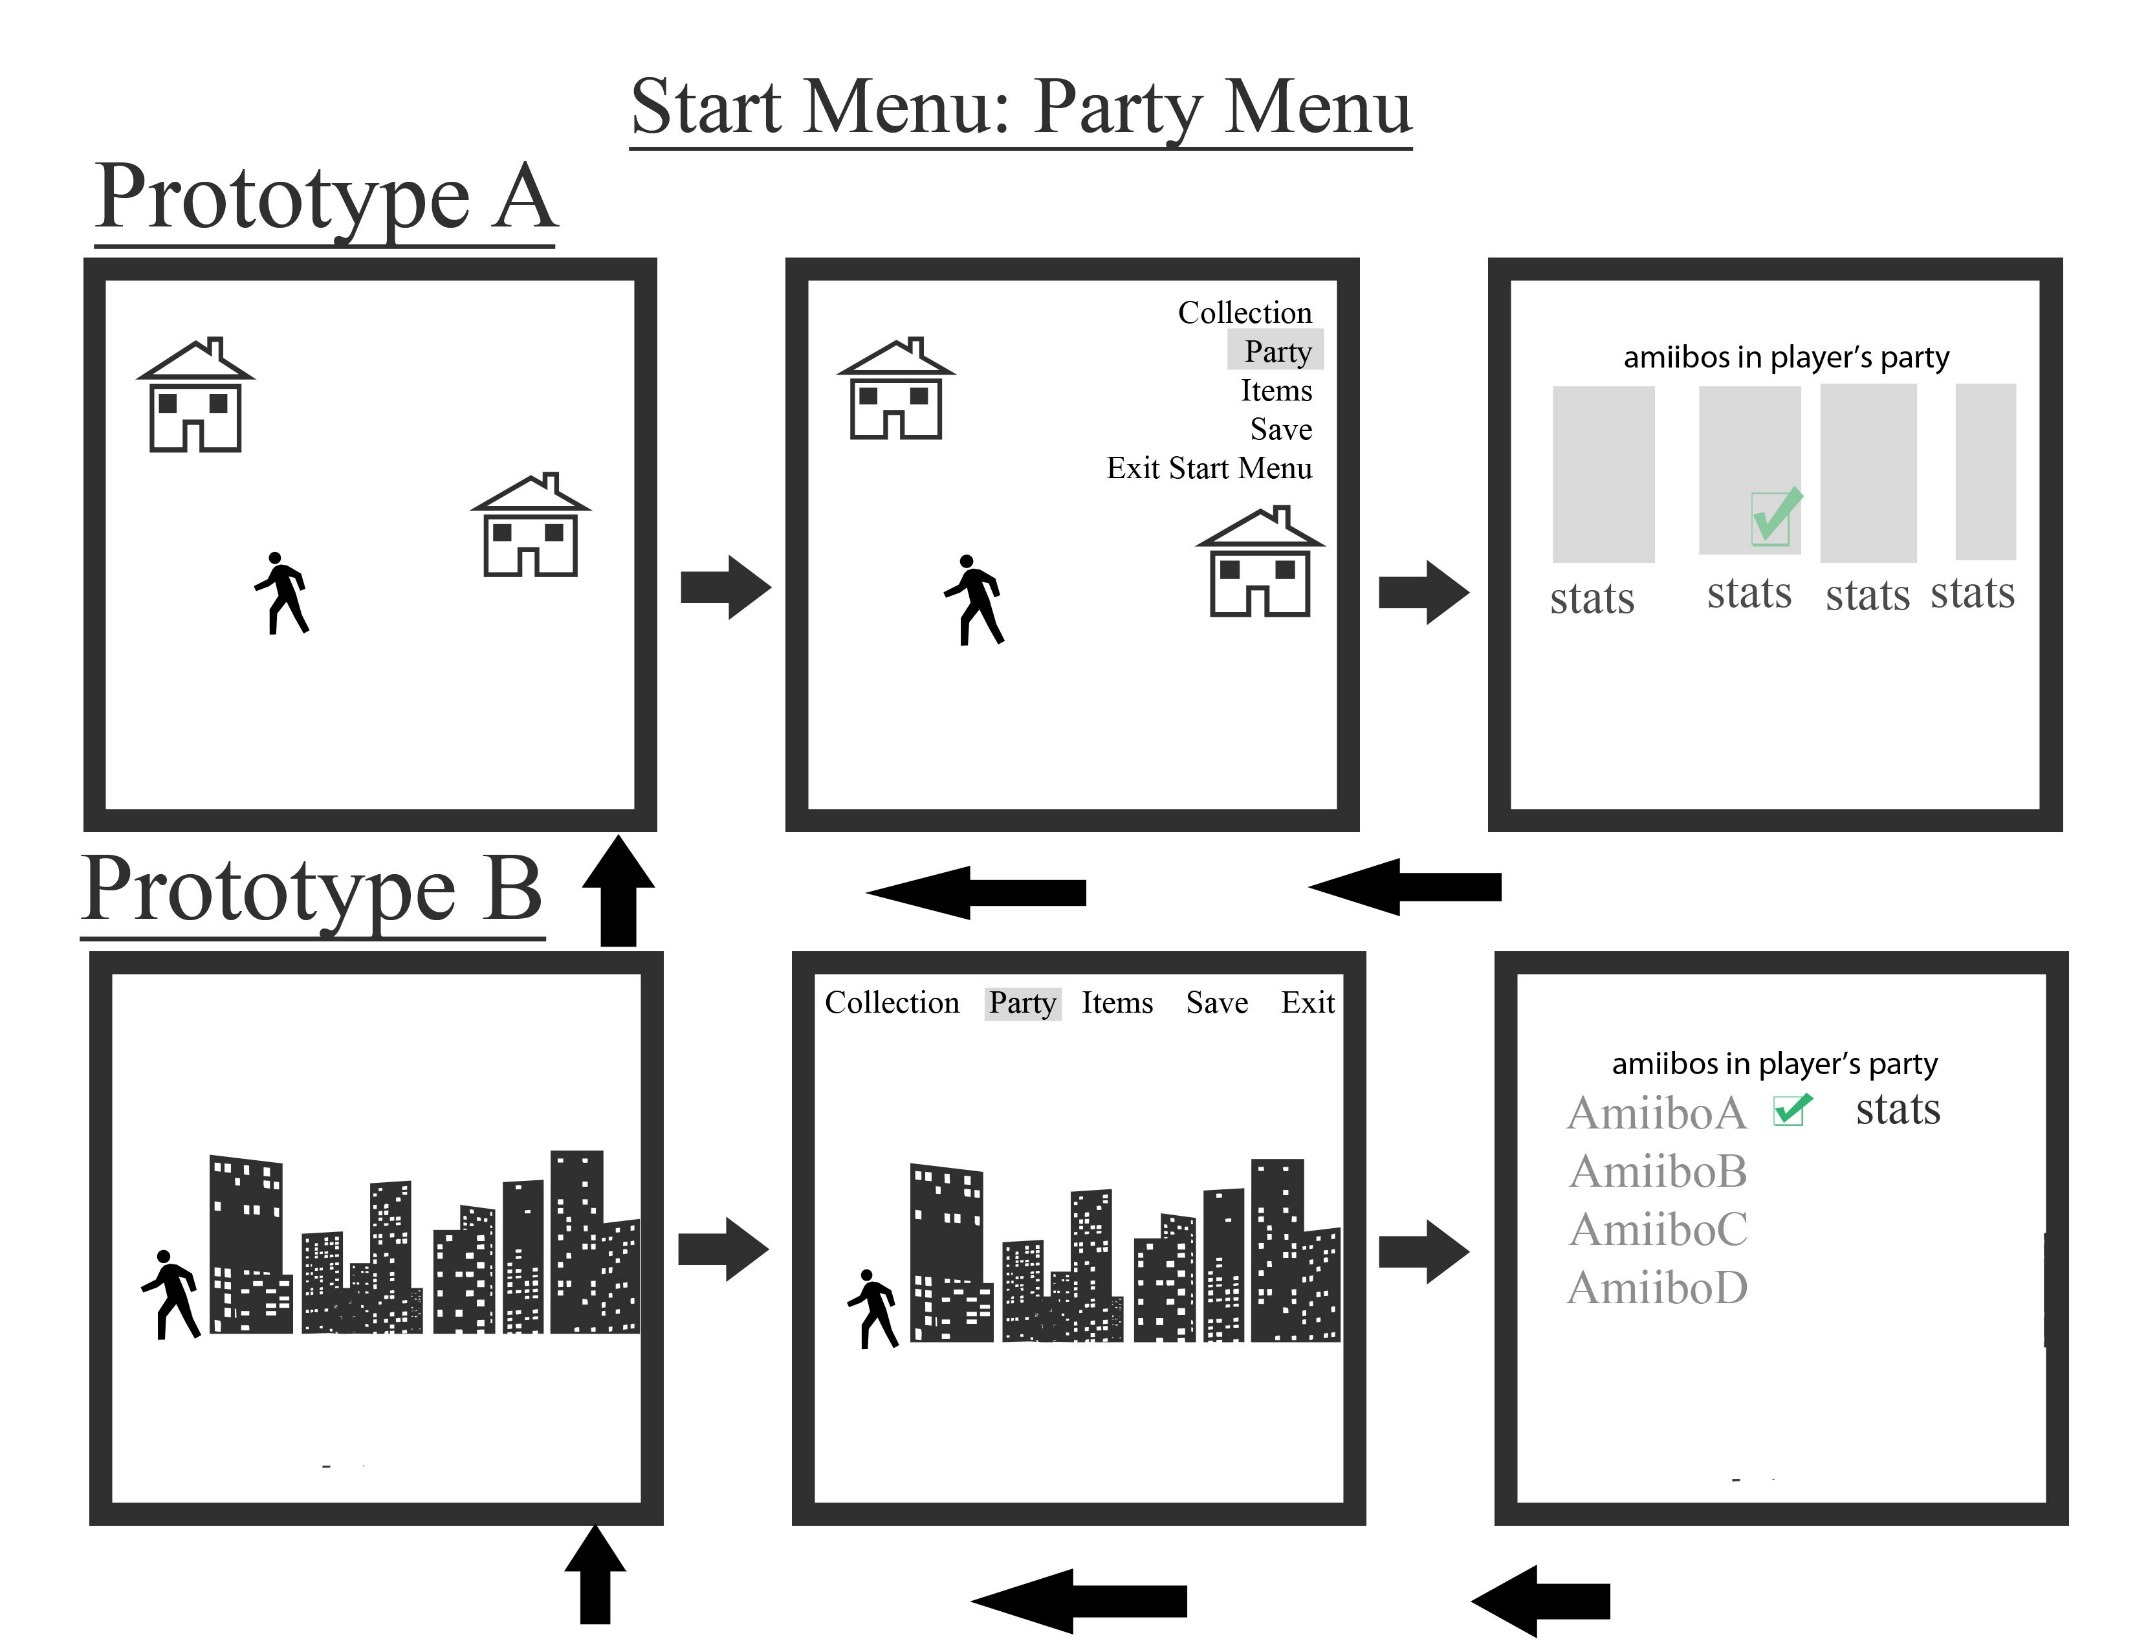 Start Menu: Party Menu
Prototype A
Collection
Party
Items
Save
Exit Start Menu
amiibos in player's party
stats stats stats stats
Prototype B
Collection Party Items Save Exit
amiibos in player's party
AmiiboA stats
AmiiboB
AmiiboC
AmiiboD